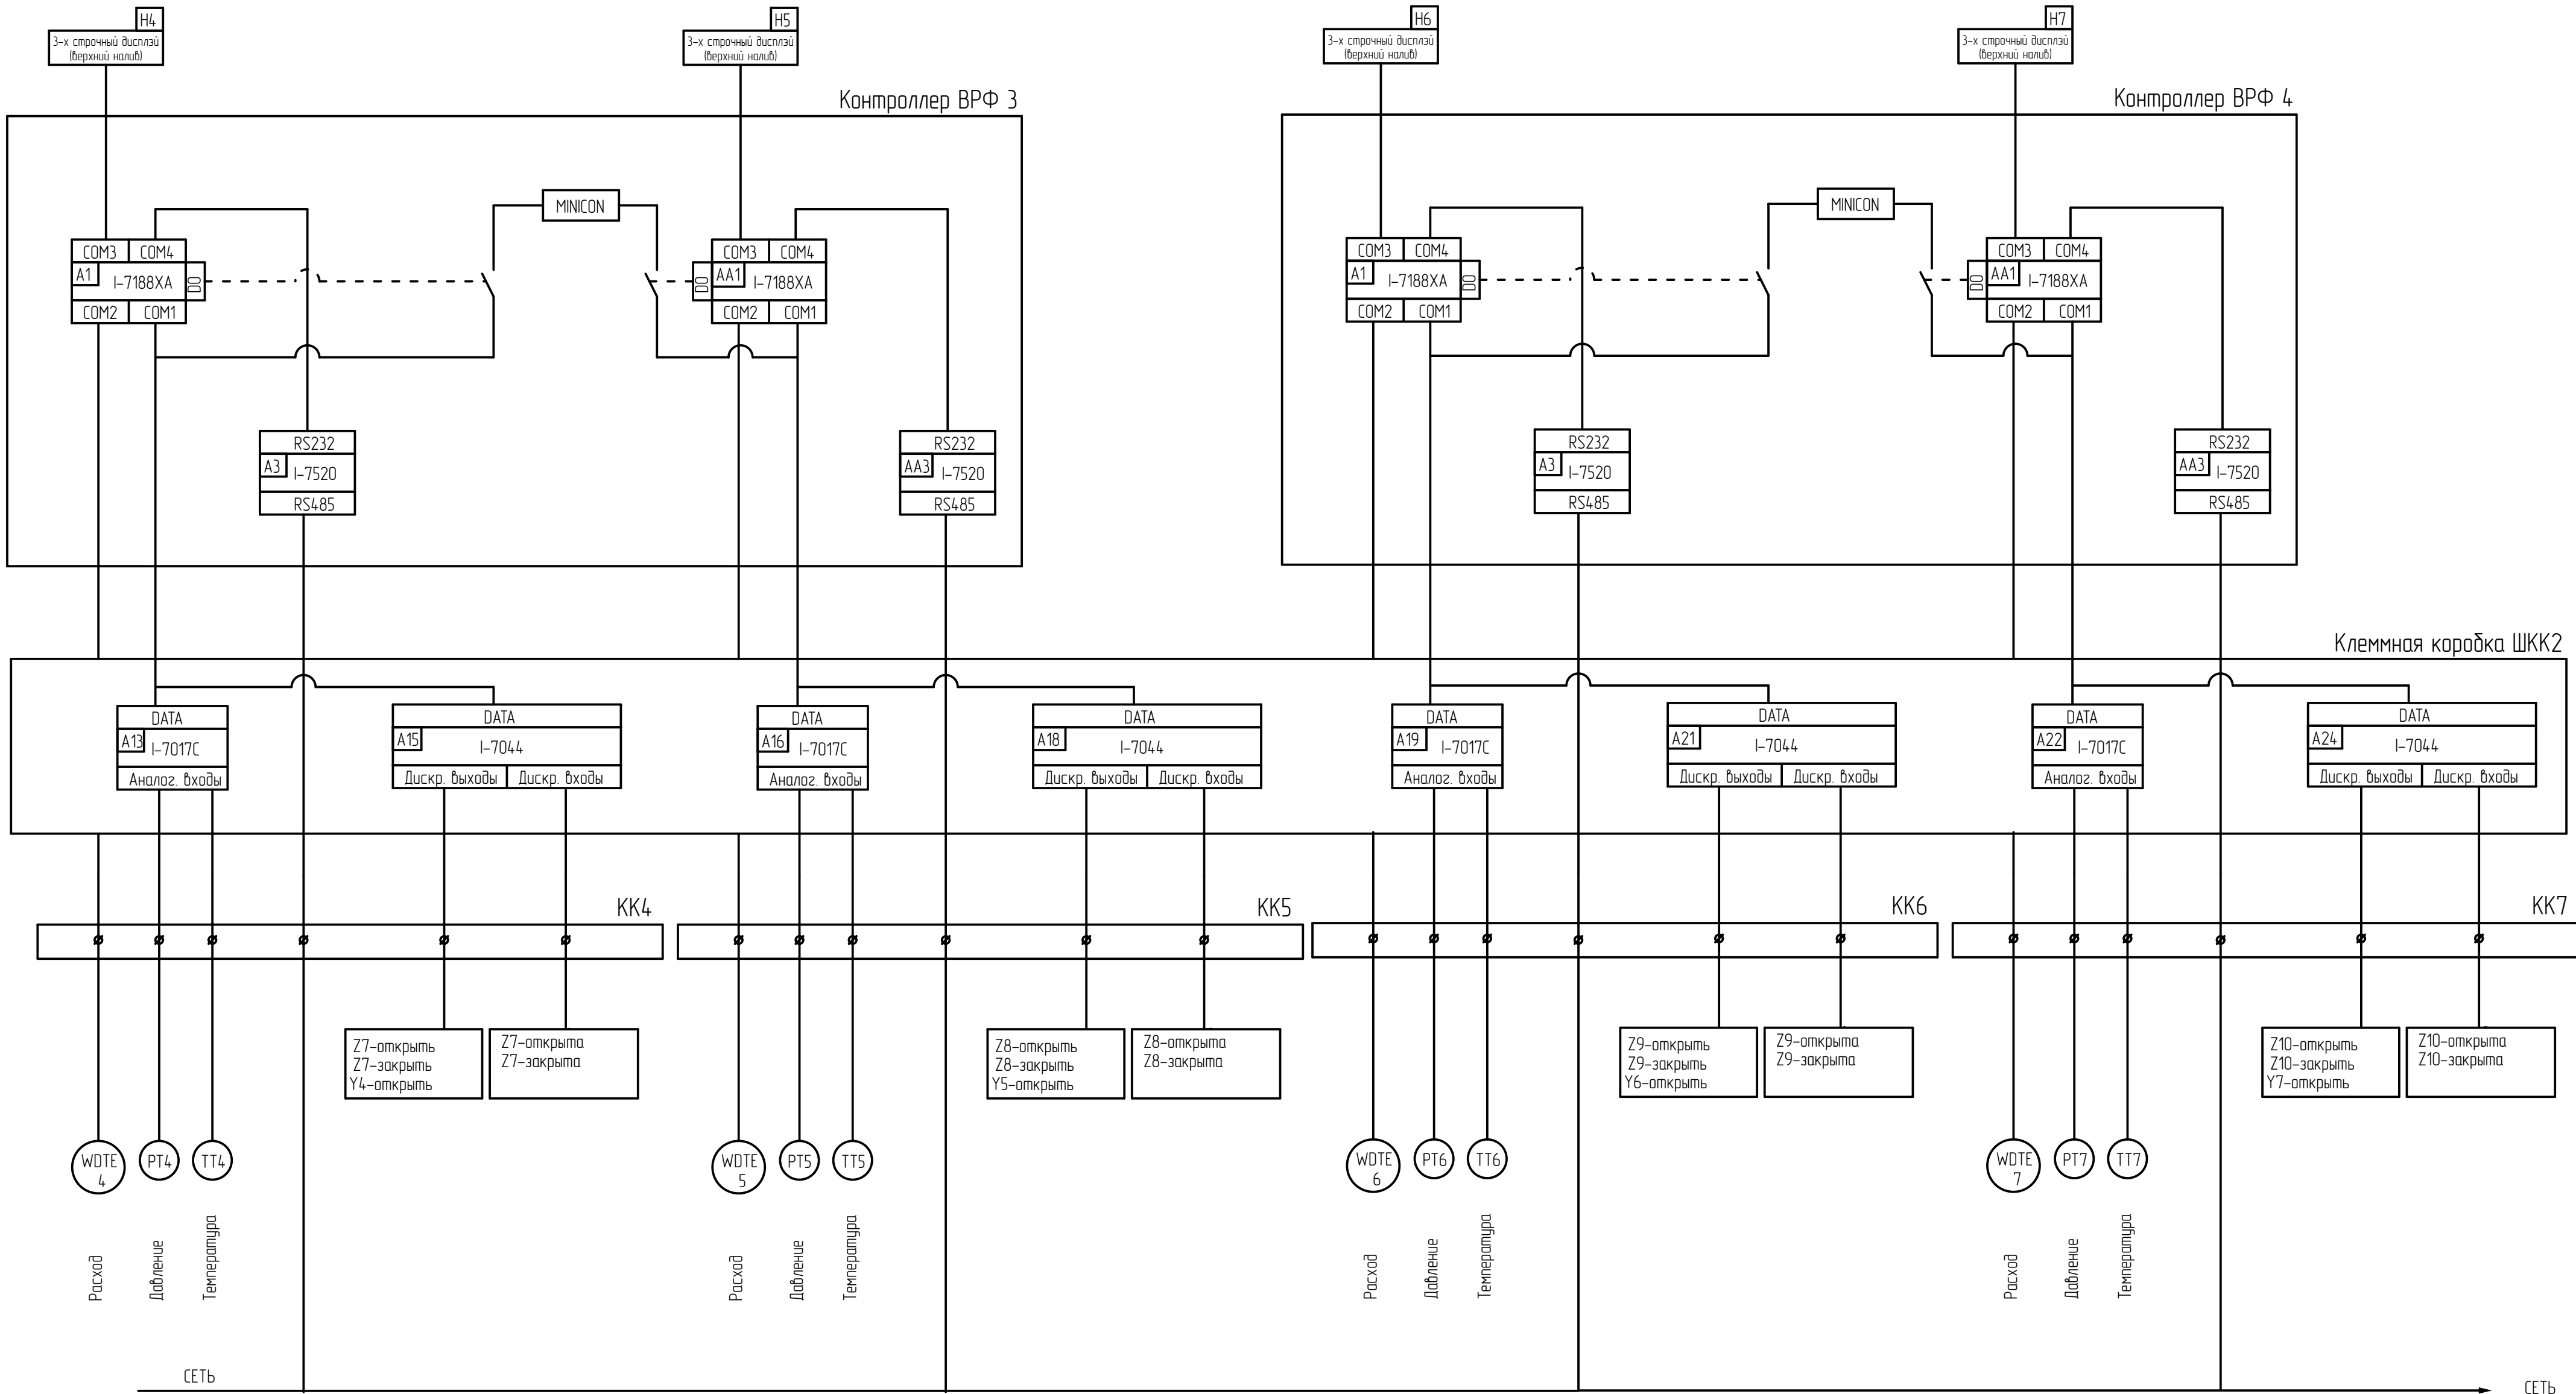 H4
3-х строчный дисплэй
(верхний налив)
H5
3-х строчный дисплэй
(верхний налив)
H6
3-х строчный дисплэй
(верхний налив)
H7
3-х строчный дисплэй
(верхний налив)
Контроллер ВРФ 3
MINICON
COM3 COM4
A1 I-7188XA DO
COM2 COM1
COM3 COM4
DO AA1 I-7188XA
COM2 COM1
RS232
A3 I-7520
RS485
RS232
AA3 I-7520
RS485
Контроллер ВРФ 4
MINICON
COM3 COM4
A1 I-7188XA DO
COM2 COM1
COM3 COM4
DO AA1 I-7188XA
COM2 COM1
RS232
A3 I-7520
RS485
RS232
AA3 I-7520
RS485
Клеммная коробка ШКК2
DATA
A13 I-7017C
Аналог. входы
DATA
A15 I-7044
Дискр. выходы Дискр. входы
DATA
A16 I-7017C
Аналог. входы
DATA
A18 I-7044
Дискр. выходы Дискр. входы
DATA
A19 I-7017C
Аналог. входы
DATA
A21 I-7044
Дискр. выходы Дискр. входы
DATA
A22 I-7017C
Аналог. входы
DATA
A24 I-7044
Дискр. выходы Дискр. входы
КК4
КК5
КК6
КК7
Z7-открыть
Z7-закрыть
Y4-открыть
Z7-открыта
Z7-закрыта
Z8-открыть
Z8-закрыть
Y5-открыть
Z8-открыта
Z8-закрыта
Z9-открыть
Z9-закрыть
Y6-открыть
Z9-открыта
Z9-закрыта
Z10-открыть
Z10-закрыть
Y7-открыть
Z10-открыта
Z10-закрыта
WDTE
4
PT4
TT4
WDTE
5
PT5
TT5
WDTE
6
PT6
TT6
WDTE
7
PT7
TT7
Расход
Давление
Температура
Расход
Давление
Температура
Расход
Давление
Температура
Расход
Давление
Температура
СЕТЬ
СЕТЬ